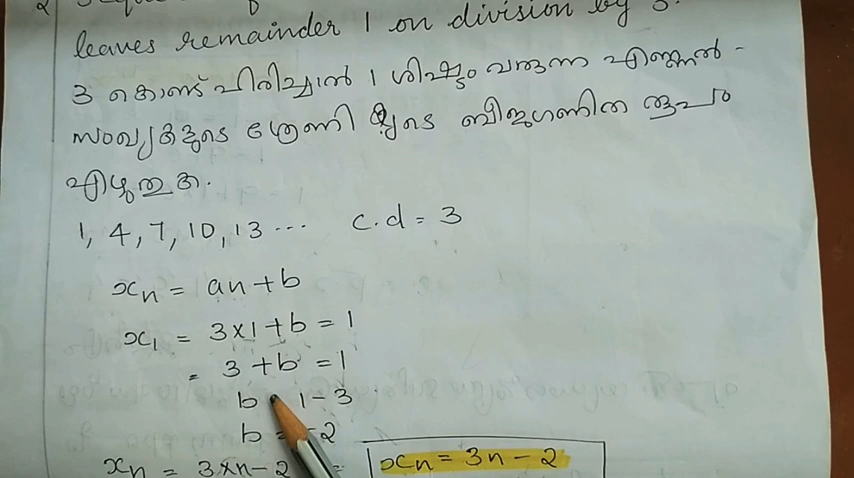 leaves remainder 1 on division by 3.
3 കൊണ്ട് ഹരിച്ചാൽ 1 ശിഷ്ടം വരുന്ന എണ്ണൽ -
സംഖ്യകളുടെ ശ്രേണിയുടെ ബീജഗണിത രൂപം
എഴുതുക.
1, 4, 7, 10, 13 ... c.d = 3
xₙ = an + b
x₁ = 3×1 + b = 1
= 3 + b = 1
b 1 - 3
b = -2
xₙ = 3×n - 2 = xₙ = 3n - 2